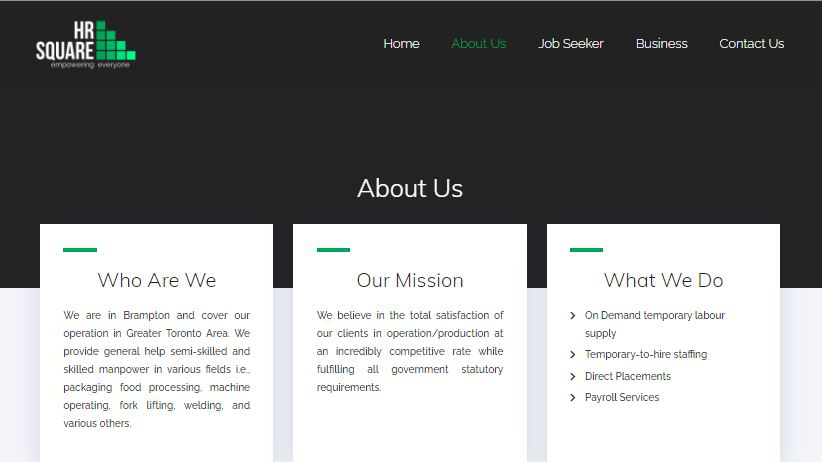 HR
SQUARE
empowering everyone
Home
About Us
Job Seeker
Business
Contact Us
About Us
Who Are We
We are in Brampton and cover our
operation in Greater Toronto Area. We
provide general help semi-skilled and
skilled manpower in various fields i.e.,
packaging food processing, machine
operating, fork lifting, welding, and
various others.
Our Mission
We believe in the total satisfaction of
our clients in operation/production at
an incredibly competitive rate while
fulfilling all government statutory
requirements.
What We Do
On Demand temporary labour
supply
Temporary-to-hire staffing
Direct Placements
Payroll Services